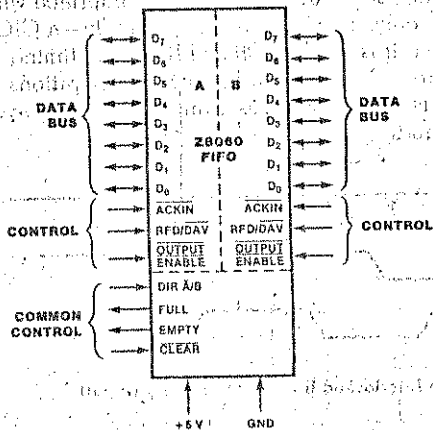 D7
D6
D5
D4
D3
D2
D1
D0
DATA
BUS
A B
Z8060
FIFO
D7
D6
D5
D4
D3
D2
D1
D0
DATA
BUS
CONTROL
ACKIN
RFD/DAV
OUTPUT
ENABLE
ACKIN
RFD/DAV
OUTPUT
ENABLE
CONTROL
COMMON
CONTROL
DIR A/B
FULL
EMPTY
CLEAR
+5 V
GND